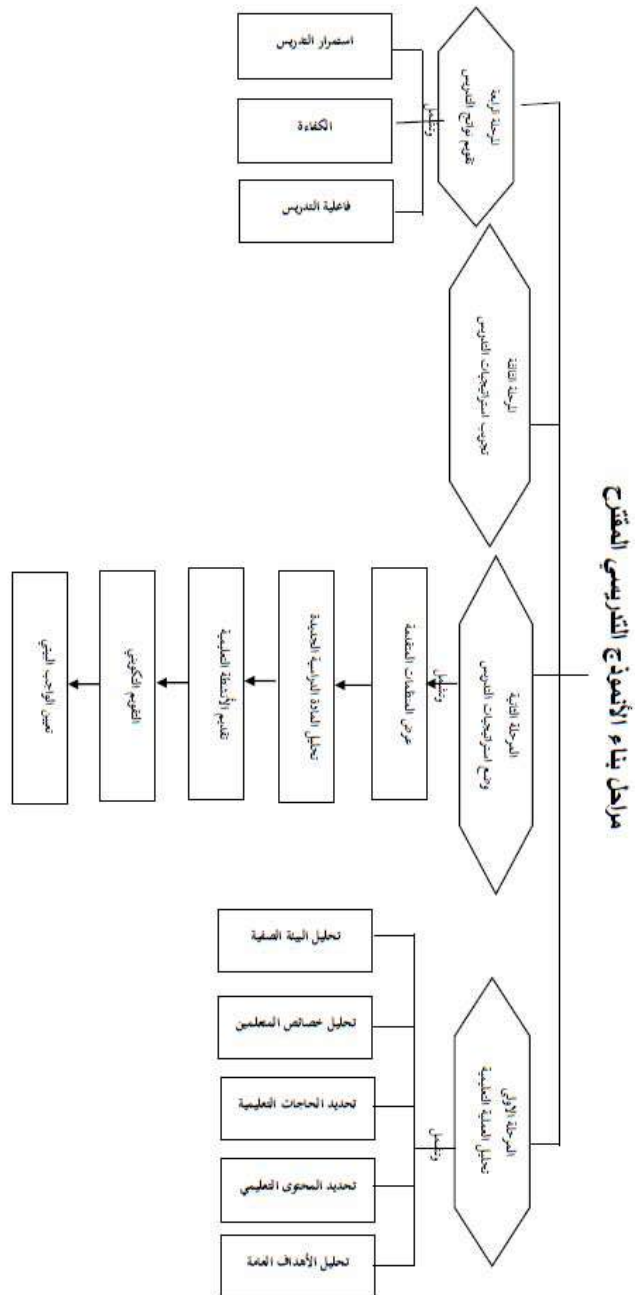 مراحل بناء الأنموذج التدريسي المقترح
المرحلة الاولى
تحليل العملية التعليمية
وتشمل
تحليل الأهداف العامة
تحديد المحتوى التعليمي
تحديد الحاجات التعليمية
تحليل خصائص المتعلمين
تحليل البيئة الصفية
المرحلة الثانية
وضع استراتيجيات التدريس
وتشمل
عرض المنظمات المتقدمة
تحليل المادة الدراسية الجديدة
تقديم الأنشطة التعليمية
التقويم التكويني
تعيين الواجب البيتي
المرحلة الثالثة
تجريب استراتيجيات التدريس
المرحلة الرابعة
تقويم نواتج التدريس
وتشمل
فاعلية التدريس
الكفاءة
استمرار التدريس